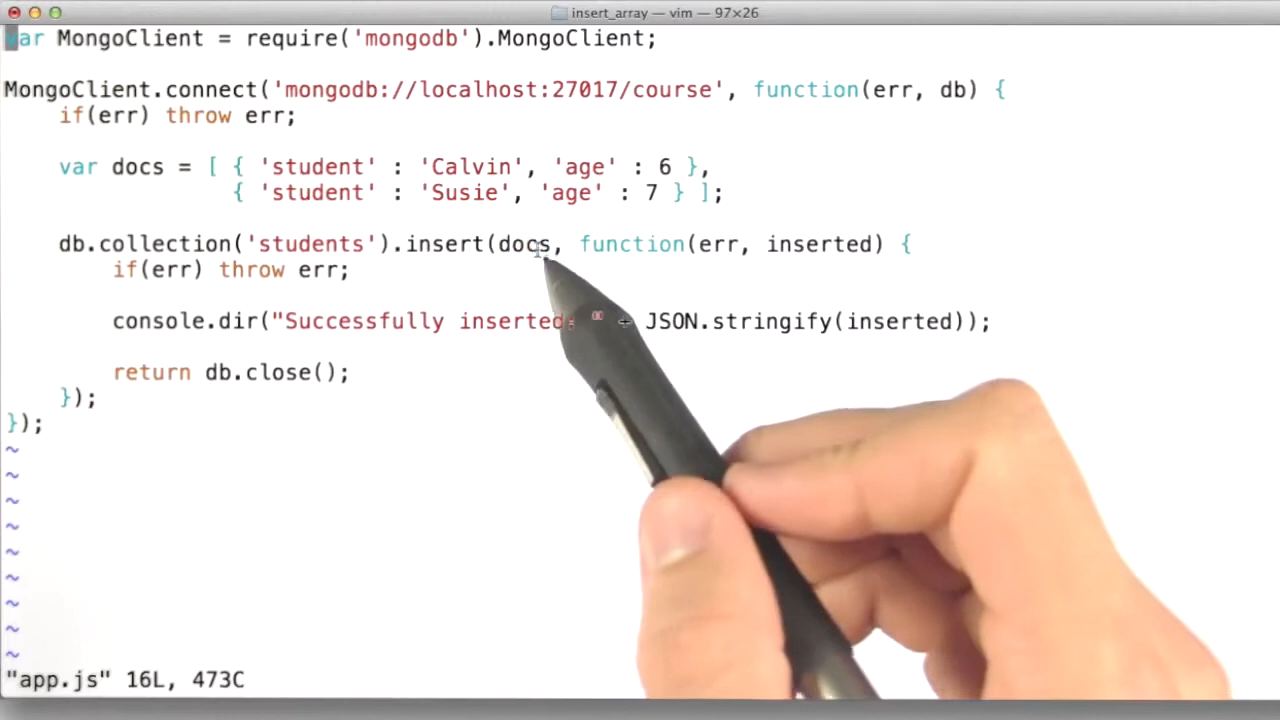 insert_array — vim — 97×26
var MongoClient = require('mongodb').MongoClient;
MongoClient.connect('mongodb://localhost:27017/course', function(err, db) {
if(err) throw err;
var docs = [ { 'student' : 'Calvin', 'age' : 6 },
{ 'student' : 'Susie', 'age' : 7 } ];
db.collection('students').insert(docs, function(err, inserted) {
if(err) throw err;
console.dir("Successfully inserted: " + JSON.stringify(inserted));
return db.close();
});
});
~
~
~
~
~
~
~
~
~
"app.js" 16L, 473C